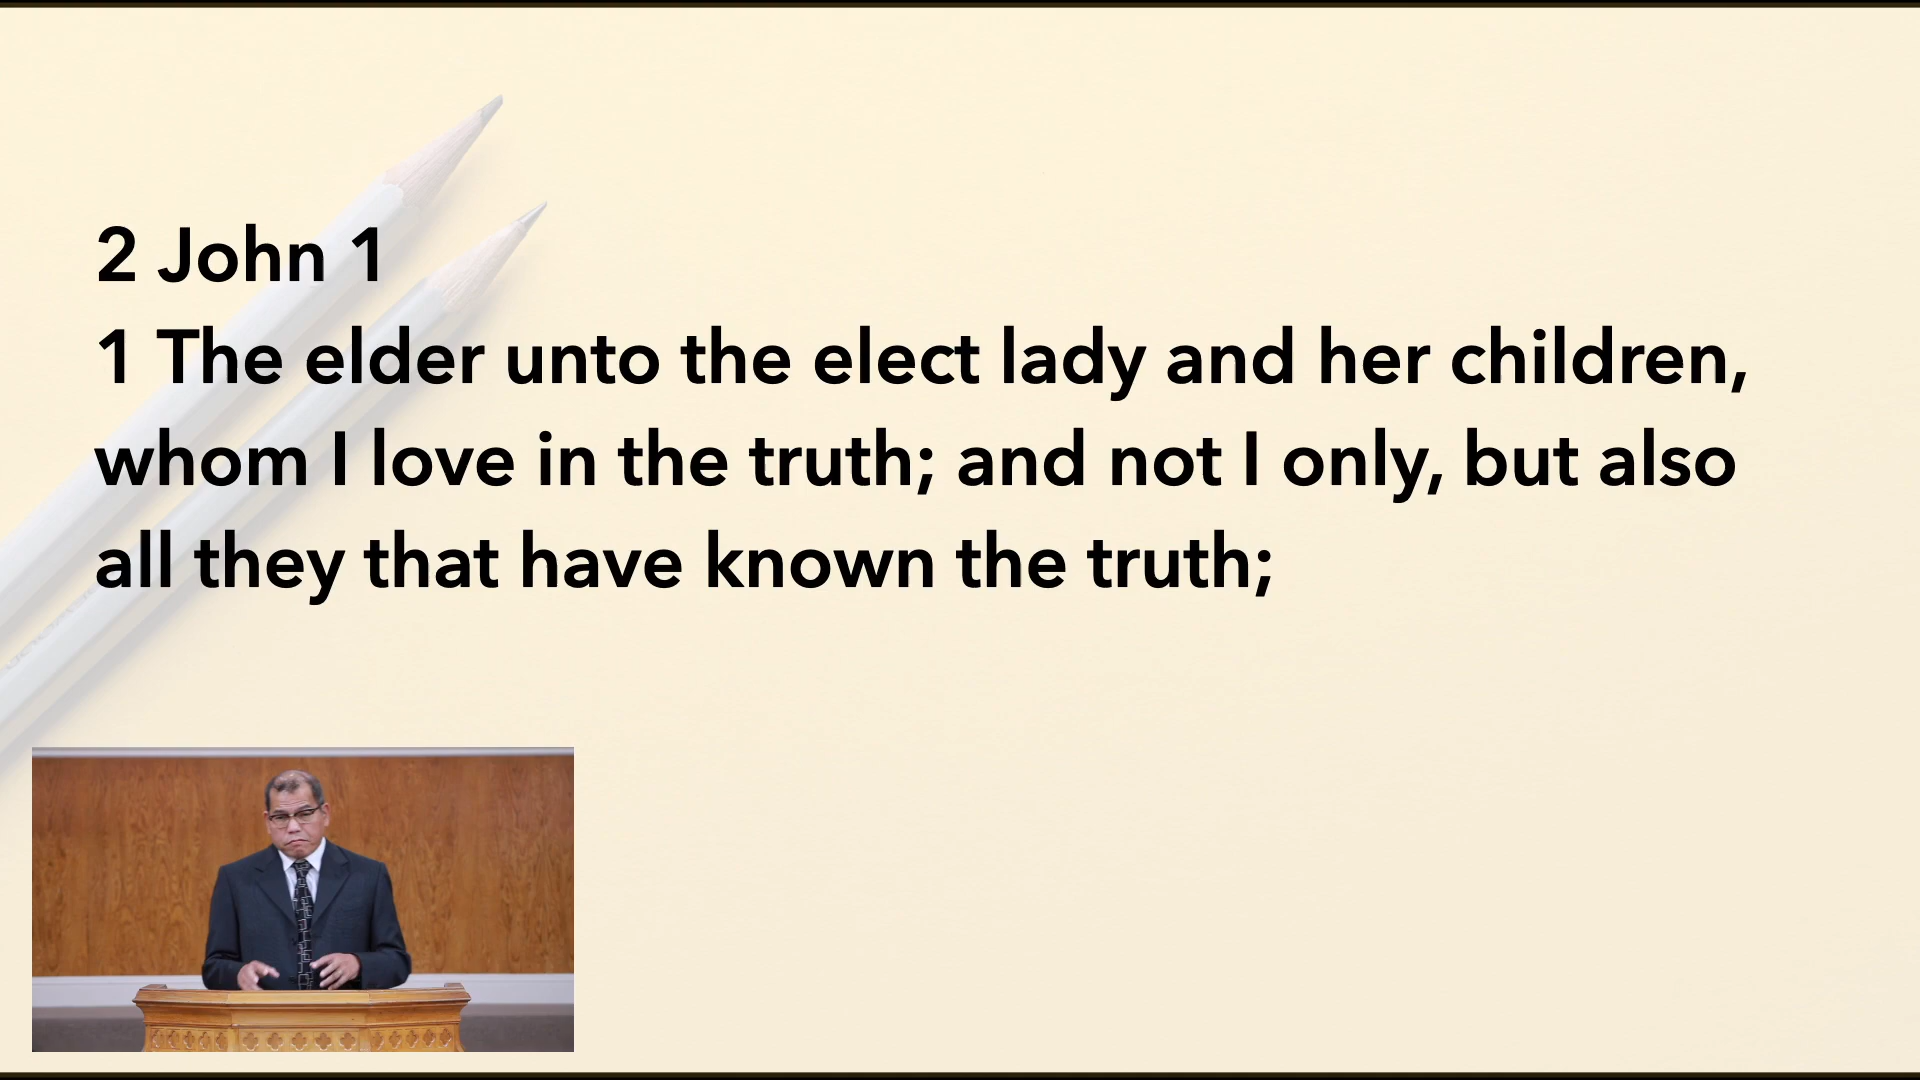 2 John 1
1 The elder unto the elect lady and her children,
whom I love in the truth; and not I only, but also
all they that have known the truth;